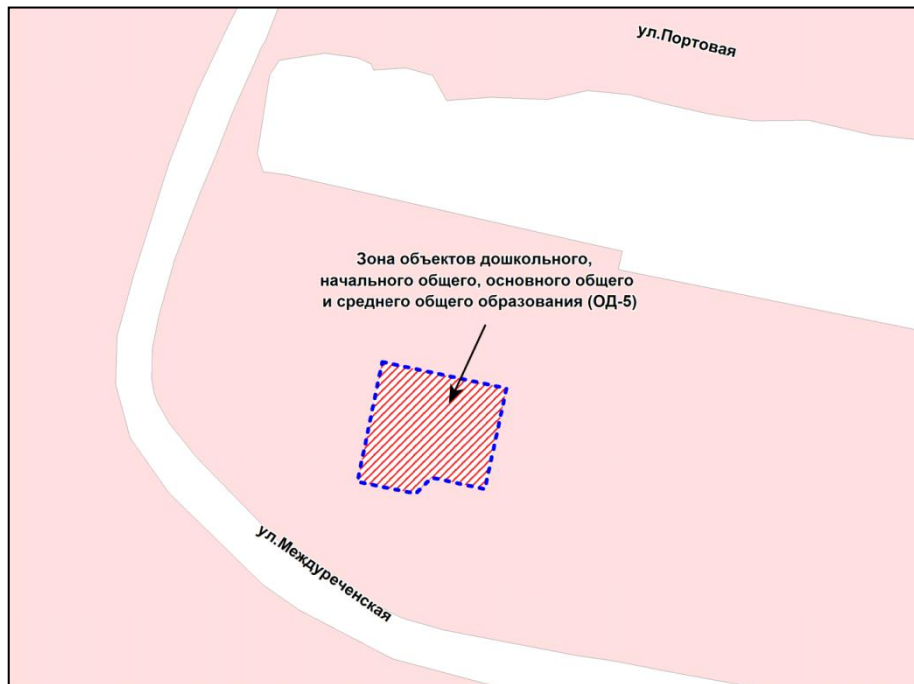 ул.Портовая
Зона объектов дошкольного,
начального общего, основного общего
и среднего общего образования (ОД-5)
ул.Междуреченская